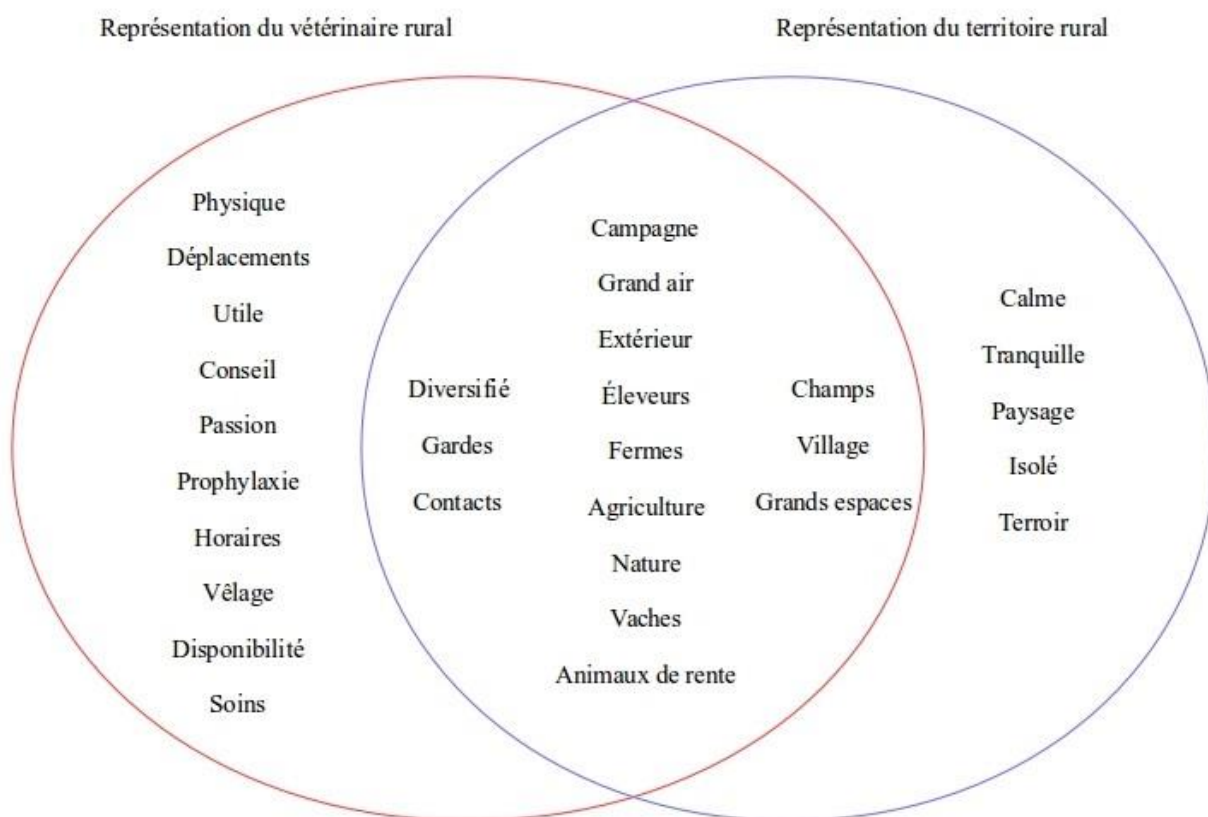 Représentation du vétérinaire rural
Représentation du territoire rural
Physique
Déplacements
Utile
Conseil
Passion
Prophylaxie
Horaires
Vêlage
Disponibilité
Soins
Diversifié
Gardes
Contacts
Campagne
Grand air
Extérieur
Éleveurs
Fermes
Agriculture
Nature
Vaches
Animaux de rente
Champs
Village
Grands espaces
Calme
Tranquille
Paysage
Isolé
Terroir